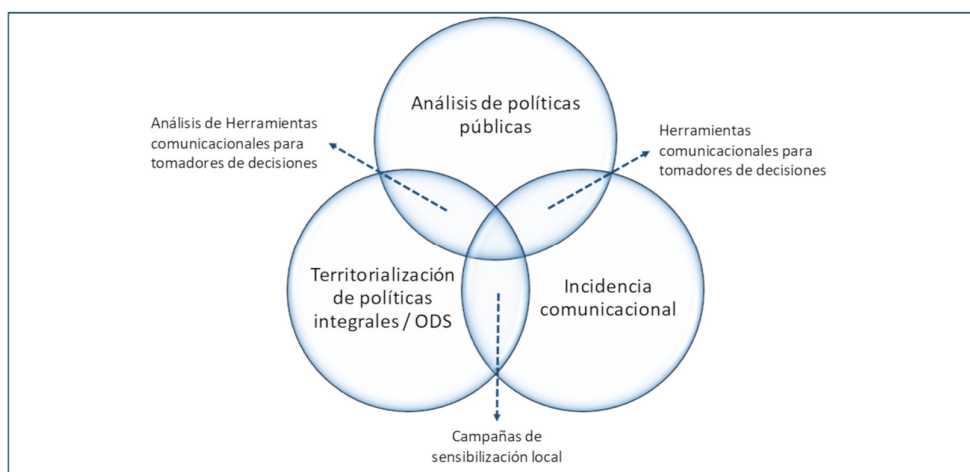 Análisis de políticas
públicas
Análisis de Herramientas
comunicacionales para
tomadores de decisiones
Herramientas
comunicacionales para
tomadores de decisiones
Territorialización
de políticas
integrales / ODS
Incidencia
comunicacional
Campañas de
sensibilización local